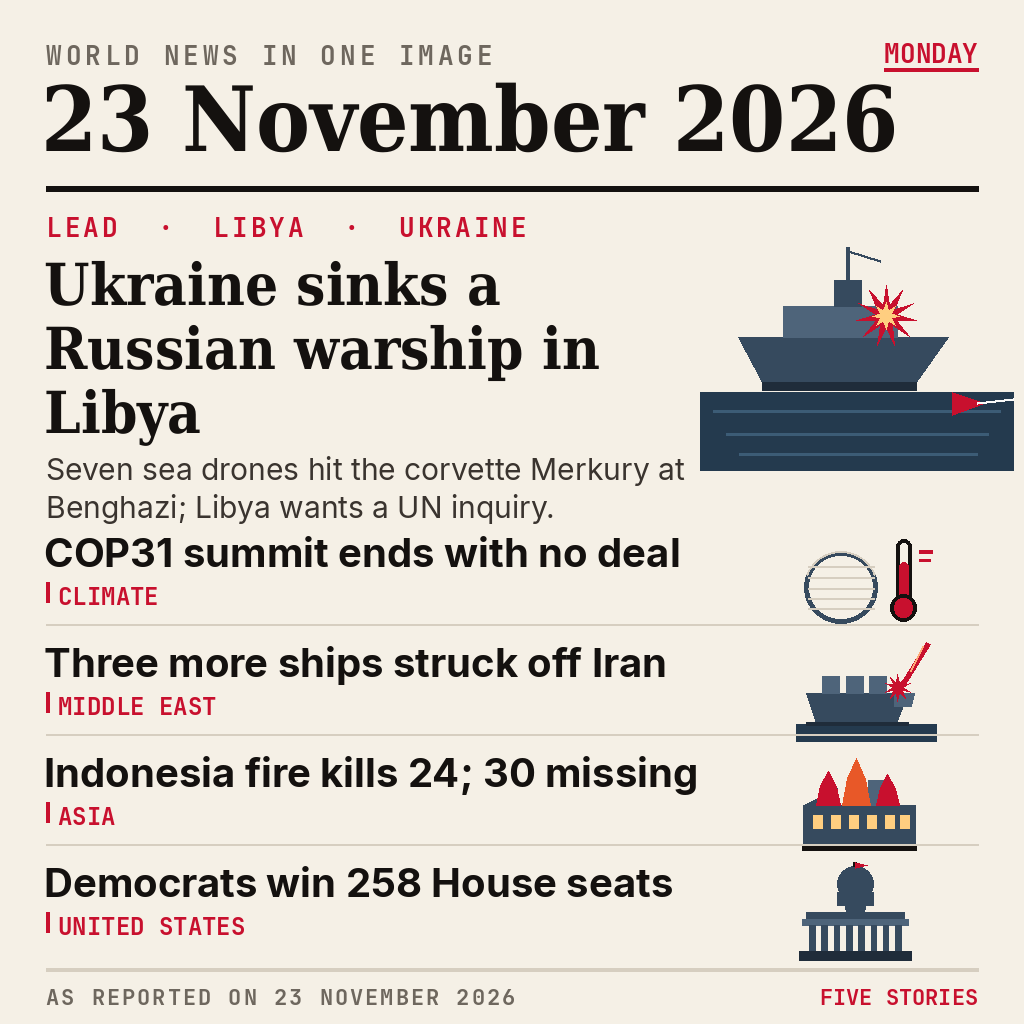 WORLD NEWS IN ONE IMAGE
MONDAY
23 November 2026
LEAD · LIBYA · UKRAINE
Ukraine sinks a
Russian warship in
Libya
Seven sea drones hit the corvette Merkury at
Benghazi; Libya wants a UN inquiry.
COP31 summit ends with no deal
CLIMATE
Three more ships struck off Iran
MIDDLE EAST
Indonesia fire kills 24; 30 missing
ASIA
Democrats win 258 House seats
UNITED STATES
AS REPORTED ON 23 NOVEMBER 2026
FIVE STORIES